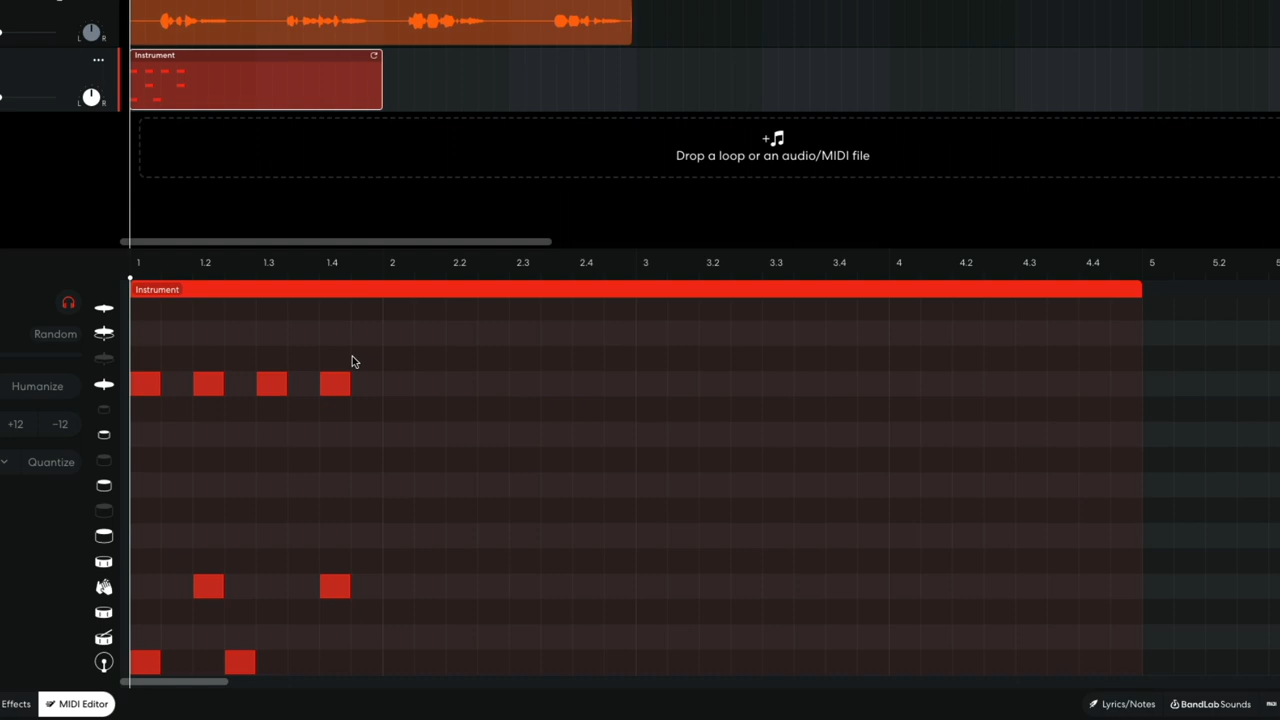 L R
Instrument
L R
Drop a loop or an audio/MIDI file
1 1.2 1.3 1.4 2 2.2 2.3 2.4 3 3.2 3.3 3.4 4 4.2 4.3 4.4 5 5.2
Instrument
Random
Humanize
+12 −12
Quantize
Effects MIDI Editor Lyrics/Notes BandLab Sounds